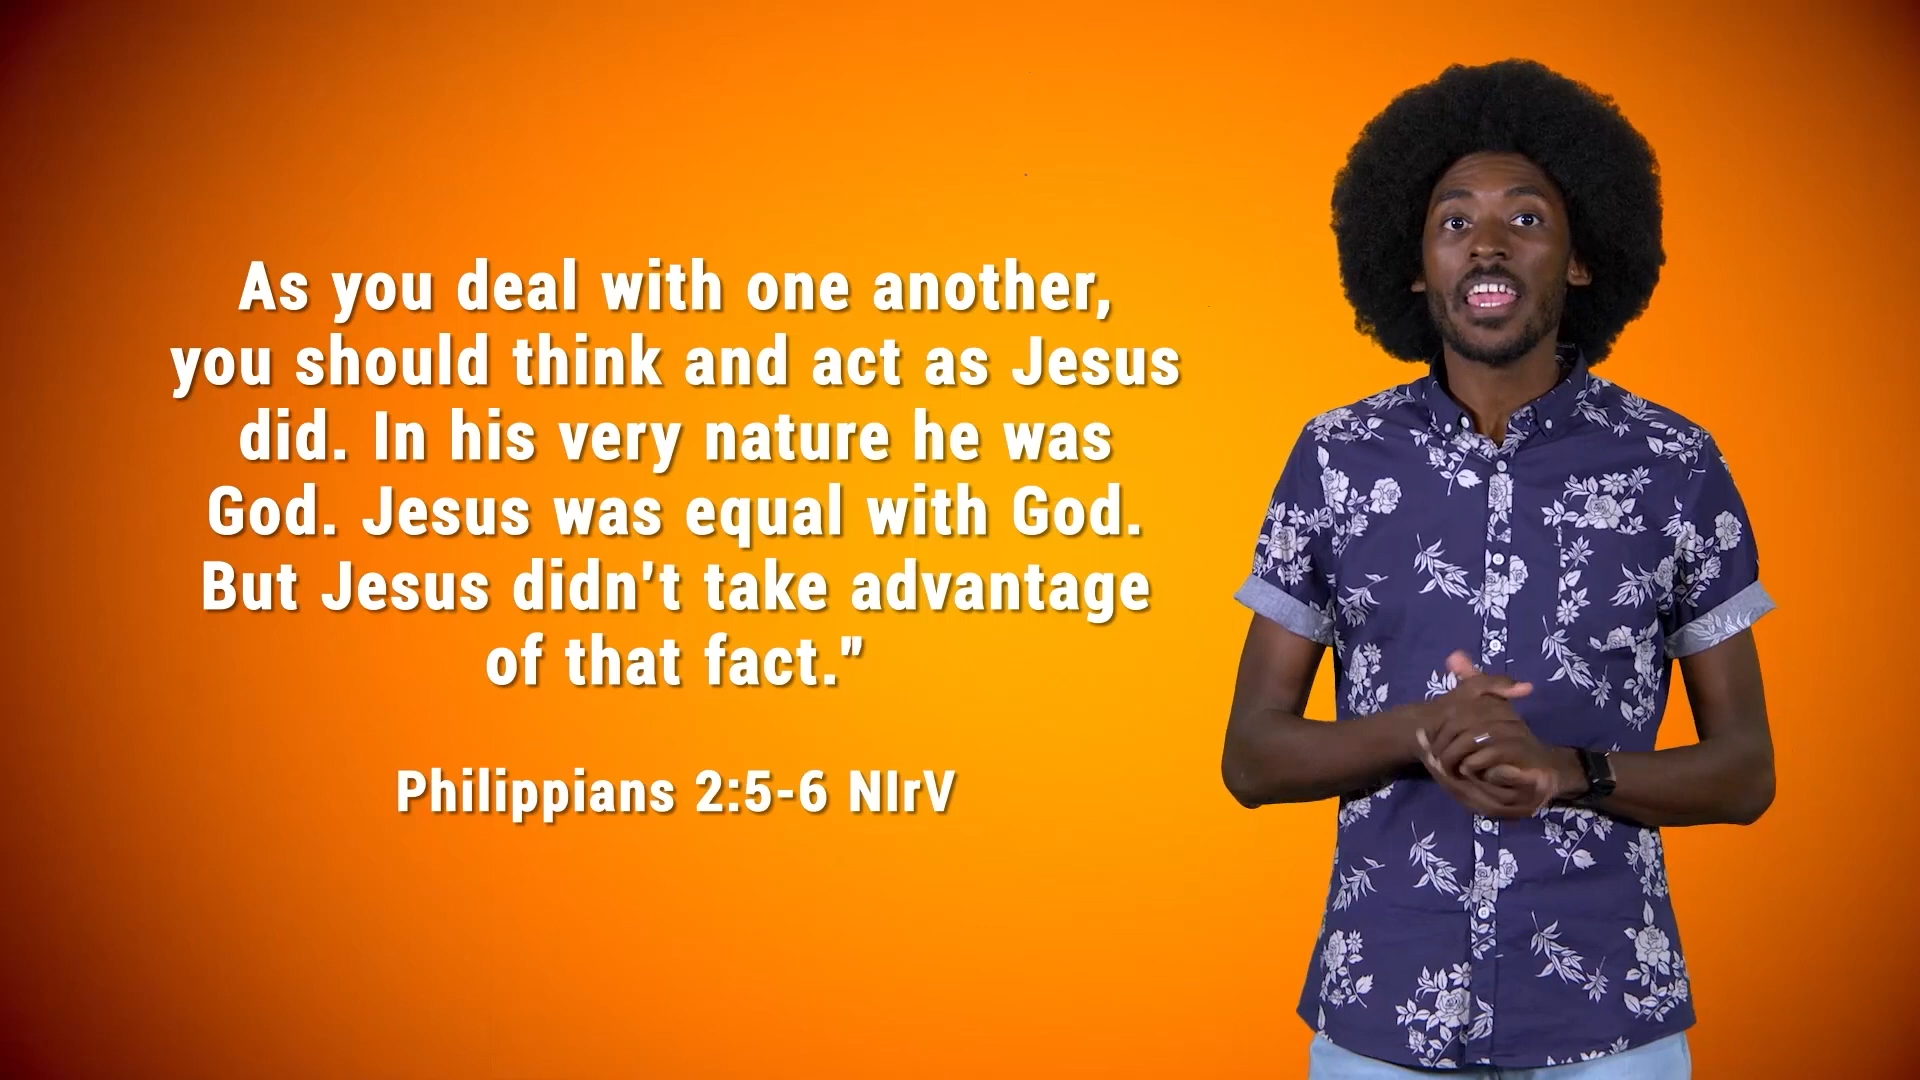 As you deal with one another,
you should think and act as Jesus
did. In his very nature he was
God. Jesus was equal with God.
But Jesus didn't take advantage
of that fact.”
Philippians 2:5-6 NIrV